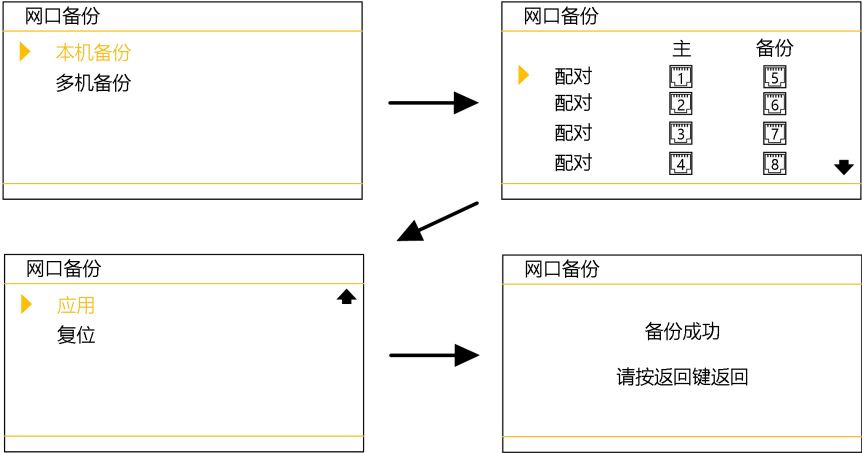 网口备份
本机备份
多机备份
网口备份
主 备份
配对 1 5
配对 2 6
配对 3 7
配对 4 8
网口备份
应用
复位
网口备份
备份成功
请按返回键返回